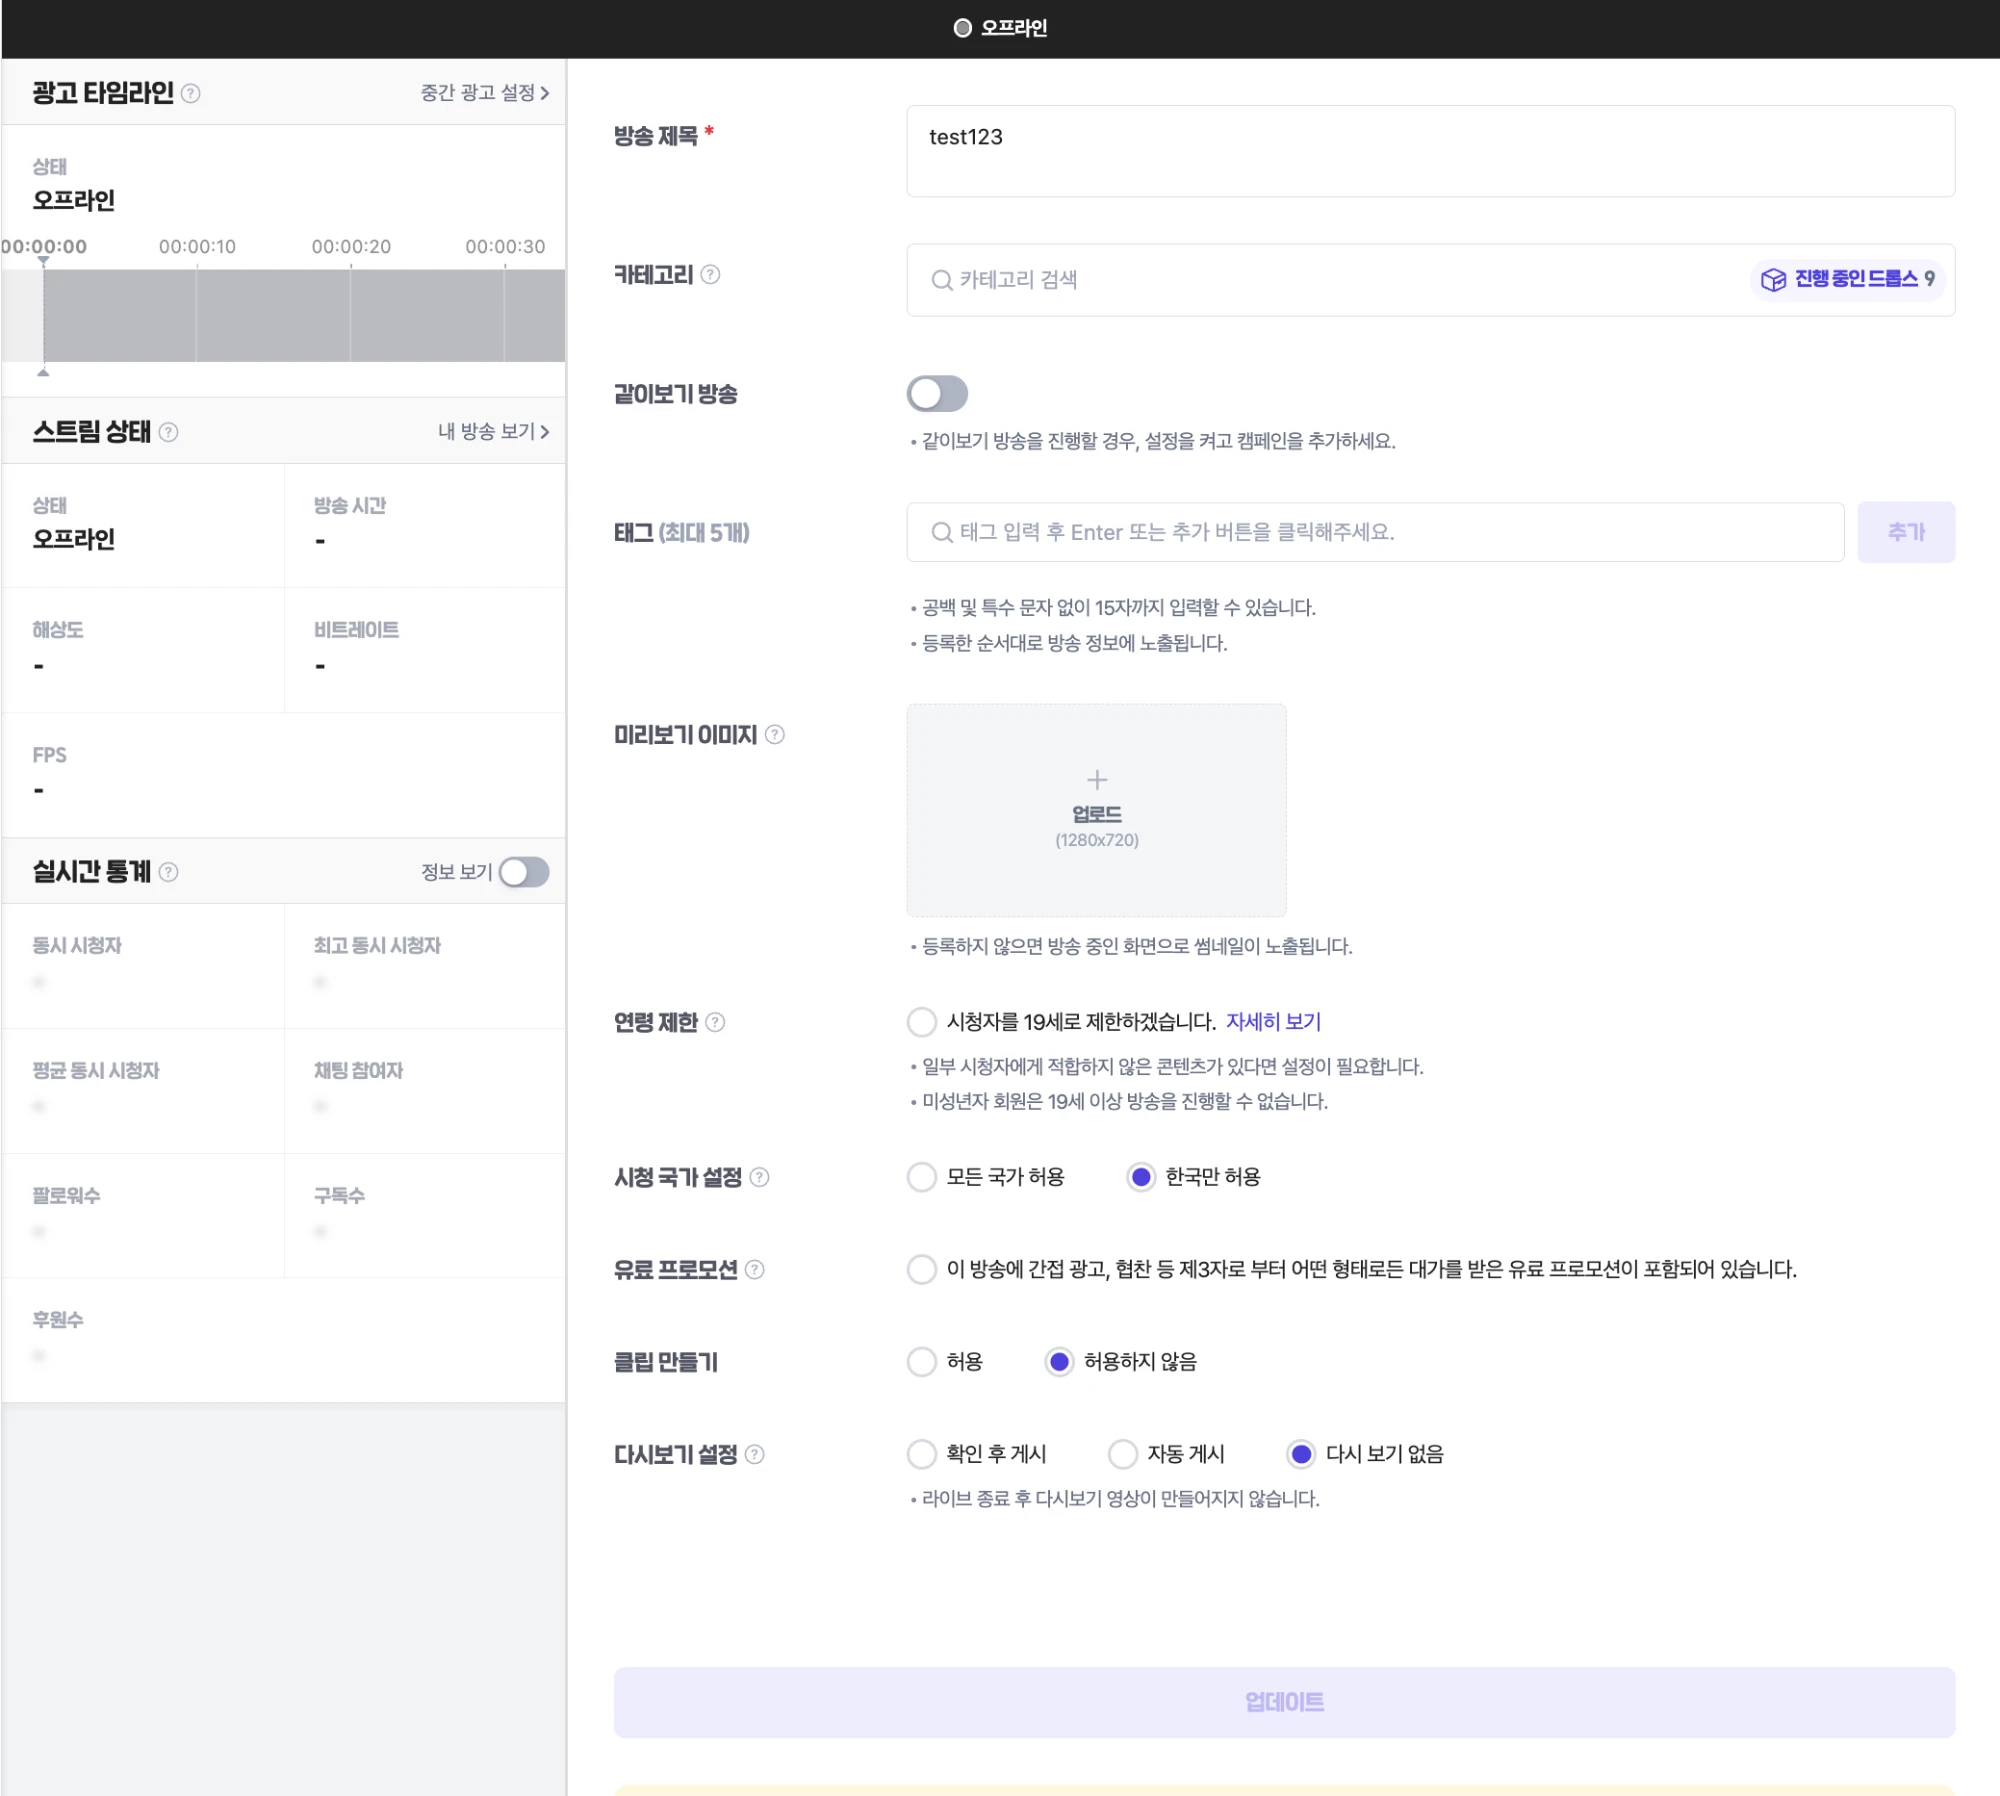 오프라인
광고 타임라인 ?
중간 광고 설정 >
상태
오프라인
00:00:00 00:00:10 00:00:20 00:00:30
스트림 상태 ?
내 방송 보기 >
상태
오프라인
방송 시간
-
해상도
-
비트레이트
-
FPS
-
실시간 통계 ?
정보 보기
동시 시청자
최고 동시 시청자
평균 동시 시청자
채팅 참여자
팔로워수
구독수
후원수
방송 제목 *
test123
카테고리 ?
카테고리 검색
진행 중인 드롭스 9
같이보기 방송
• 같이보기 방송을 진행할 경우, 설정을 켜고 캠페인을 추가하세요.
태그 (최대 5개)
태그 입력 후 Enter 또는 추가 버튼을 클릭해주세요.
추가
• 공백 및 특수 문자 없이 15자까지 입력할 수 있습니다.
• 등록한 순서대로 방송 정보에 노출됩니다.
미리보기 이미지 ?
+
업로드
(1280x720)
• 등록하지 않으면 방송 중인 화면으로 썸네일이 노출됩니다.
연령 제한 ?
시청자를 19세로 제한하겠습니다. 자세히 보기
• 일부 시청자에게 적합하지 않은 콘텐츠가 있다면 설정이 필요합니다.
• 미성년자 회원은 19세 이상 방송을 진행할 수 없습니다.
시청 국가 설정 ?
모든 국가 허용 한국만 허용
유료 프로모션 ?
이 방송에 간접 광고, 협찬 등 제3자로 부터 어떤 형태로든 대가를 받은 유료 프로모션이 포함되어 있습니다.
클립 만들기
허용 허용하지 않음
다시보기 설정 ?
확인 후 게시 자동 게시 다시 보기 없음
• 라이브 종료 후 다시보기 영상이 만들어지지 않습니다.
업데이트